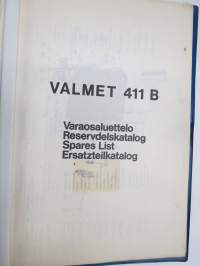 VALMET 411 B
Varaosaluettelo
Reservdelskatalog
Spares List
Ersatzteilkatalog